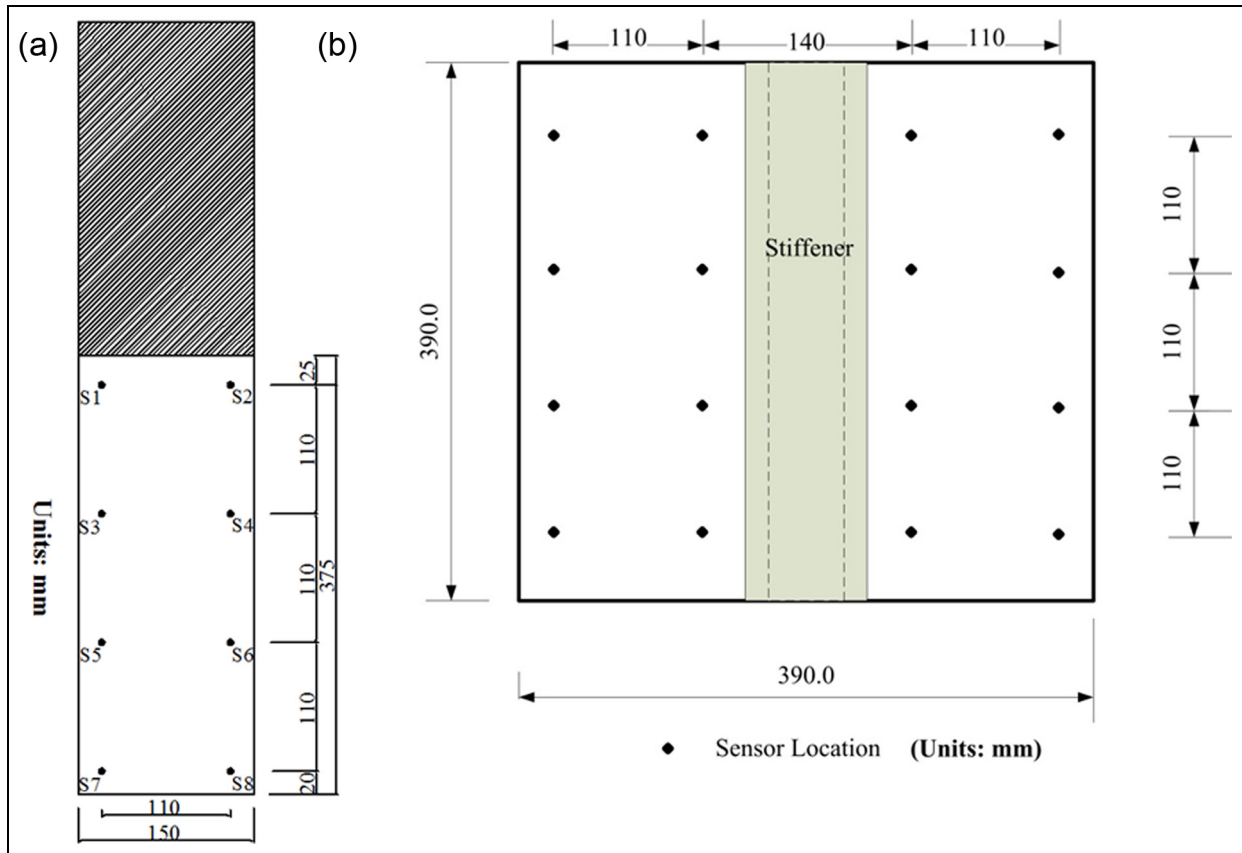 (a)
S1
S2
S3
S4
S5
S6
S7
S8
25
110
110
110
20
375
110
150
Units: mm
(b)
110
140
110
Stiffener
390.0
110
110
110
390.0
Sensor Location (Units: mm)